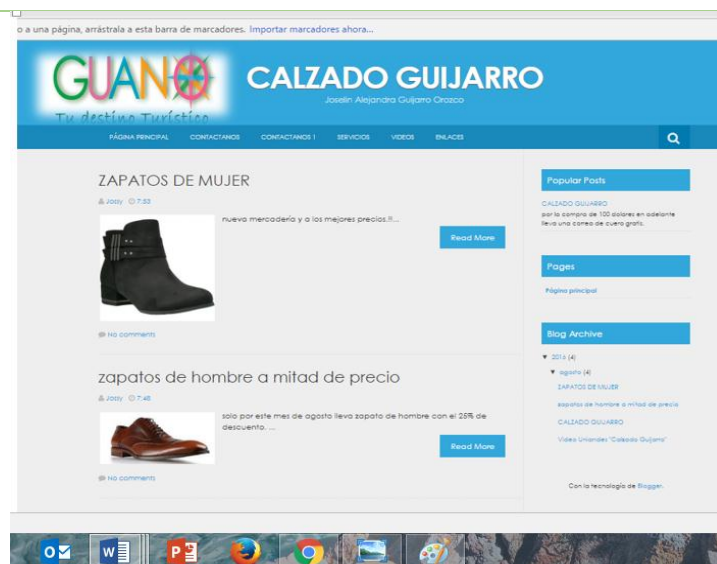 o a una página, arrástrala a esta barra de marcadores. Importar marcadores ahora...
GUANO
Tu destino Turístico
CALZADO GUIJARRO
Joselin Alejandra Guijarro Orozco
PÁGINA PRINCIPAL CONTACTANOS CONTACTANOS 1 SERVICIOS VIDEOS ENLACES
ZAPATOS DE MUJER
Jossy 7:53
nueva mercadería y a los mejores precios.!!...
Read More
No comments
zapatos de hombre a mitad de precio
Jossy 7:48
solo por este mes de agosto lleva zapato de hombre con el 25% de
descuento. ...
Read More
No comments
Popular Posts
CALZADO GUIJARRO
por la compra de 100 dolares en adelante
lleva una correa de cuero gratis.
Pages
Página principal
Blog Archive
▼ 2016 (4)
▼ agosto (4)
ZAPATOS DE MUJER
zapatos de hombre a mitad de precio
CALZADO GUIJARRO
Video Uniandes "Calzado Guijarro"
Con la tecnología de Blogger.